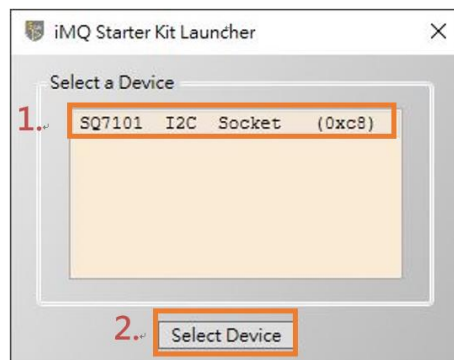 iMQ Starter Kit Launcher
Select a Device
1.
SQ7101 I2C Socket (0xc8)
2.
Select Device